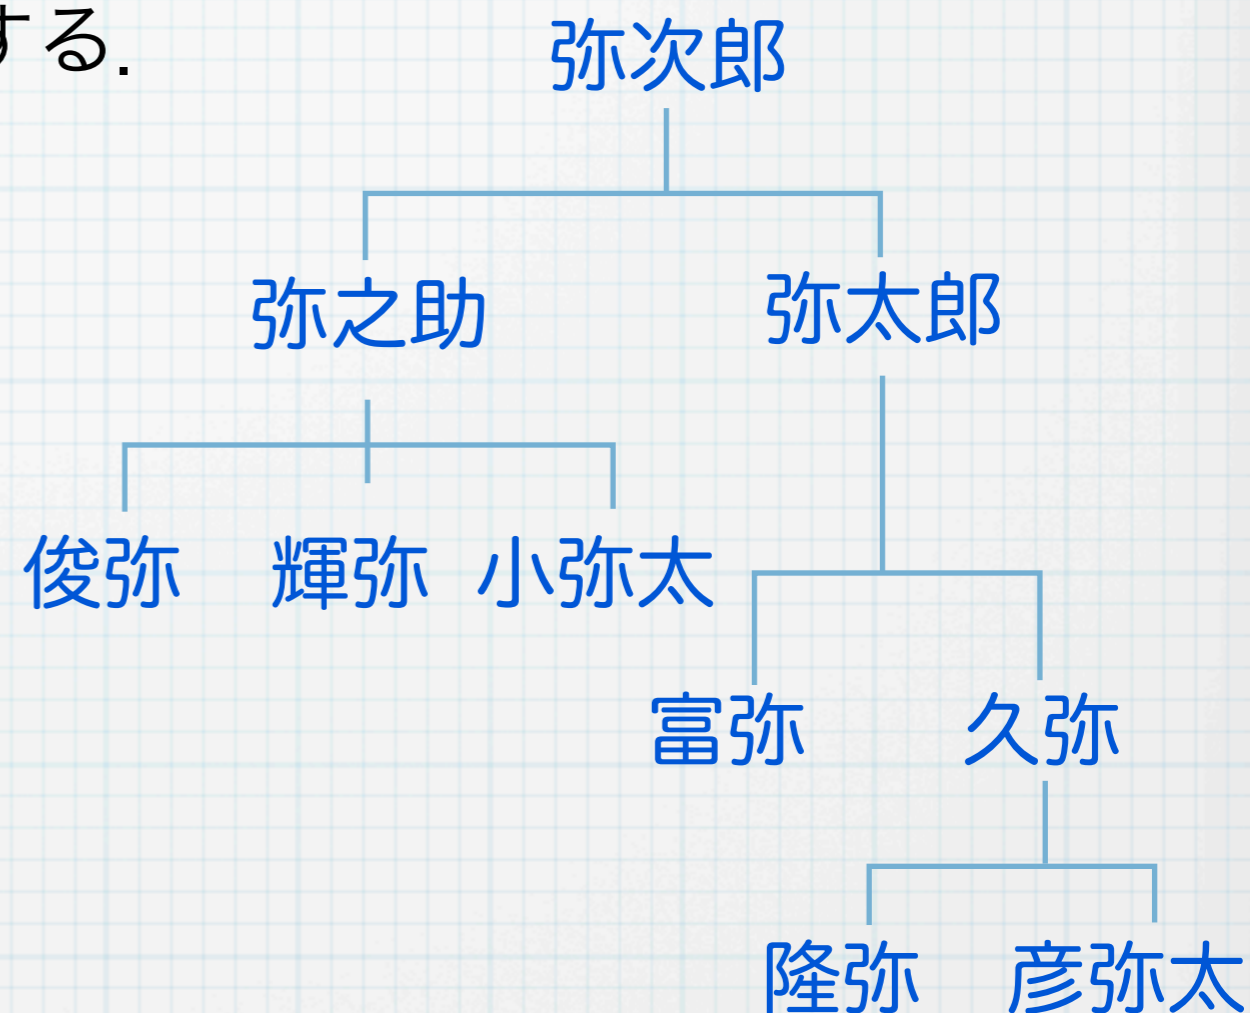 する.
弥次郎
弥之助 弥太郎
俊弥 輝弥 小弥太
富弥 久弥
隆弥 彦弥太